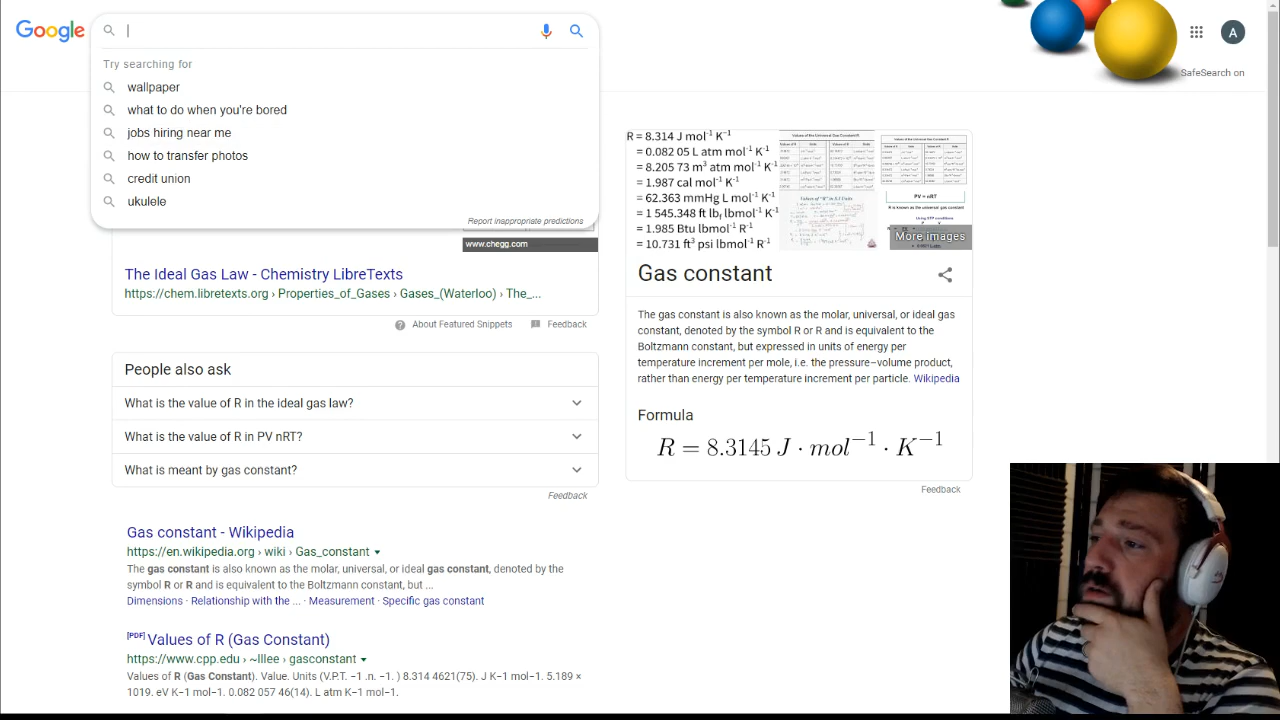 Google
A
SafeSearch on
Try searching for
wallpaper
what to do when you're bored
jobs hiring near me
credit union
ukulele
Report inappropriate predictions
www.chegg.com
The Ideal Gas Law - Chemistry LibreTexts
https://chem.libretexts.org › Properties_of_Gases › Gases_(Waterloo) › The_...
About Featured Snippets
Feedback
People also ask
What is the value of R in the ideal gas law?
What is the value of R in PV nRT?
What is meant by gas constant?
Feedback
Gas constant - Wikipedia
https://en.wikipedia.org › wiki › Gas_constant
The gas constant is also known as the molar, universal, or ideal gas constant, denoted by the
symbol R or R and is equivalent to the Boltzmann constant, but ...
Dimensions · Relationship with the ... · Measurement · Specific gas constant
[PDF] Values of R (Gas Constant)
https://www.cpp.edu › ~lllee › gasconstant
Values of R (Gas Constant). Value. Units (V.P.T. −1 .n. −1. ) 8.314 4621(75). J K−1 mol−1. 5.189 ×
1019. eV K−1 mol−1. 0.082 057 46(14). L atm K−1 mol−1.
R = 8.314 J mol⁻¹ K⁻¹
= 0.082 05 L atm mol⁻¹ K⁻¹
= 8.205 73 m³ atm mol⁻¹ K⁻¹
= 1.987 cal mol⁻¹ K⁻¹
= 62.363 mmHg L mol⁻¹ K⁻¹
= 1 545.348 ft lbf lbmol⁻¹ K⁻¹
= 1.985 Btu lbmol⁻¹ R⁻¹
= 10.731 ft³ psi lbmol⁻¹ R⁻¹
PV = nRT
More images
Gas constant
The gas constant is also known as the molar, universal, or ideal gas
constant, denoted by the symbol R or R and is equivalent to the
Boltzmann constant, but expressed in units of energy per
temperature increment per mole, i.e. the pressure–volume product,
rather than energy per temperature increment per particle. Wikipedia
Formula
R = 8.3145 J · mol⁻¹ · K⁻¹
Feedback